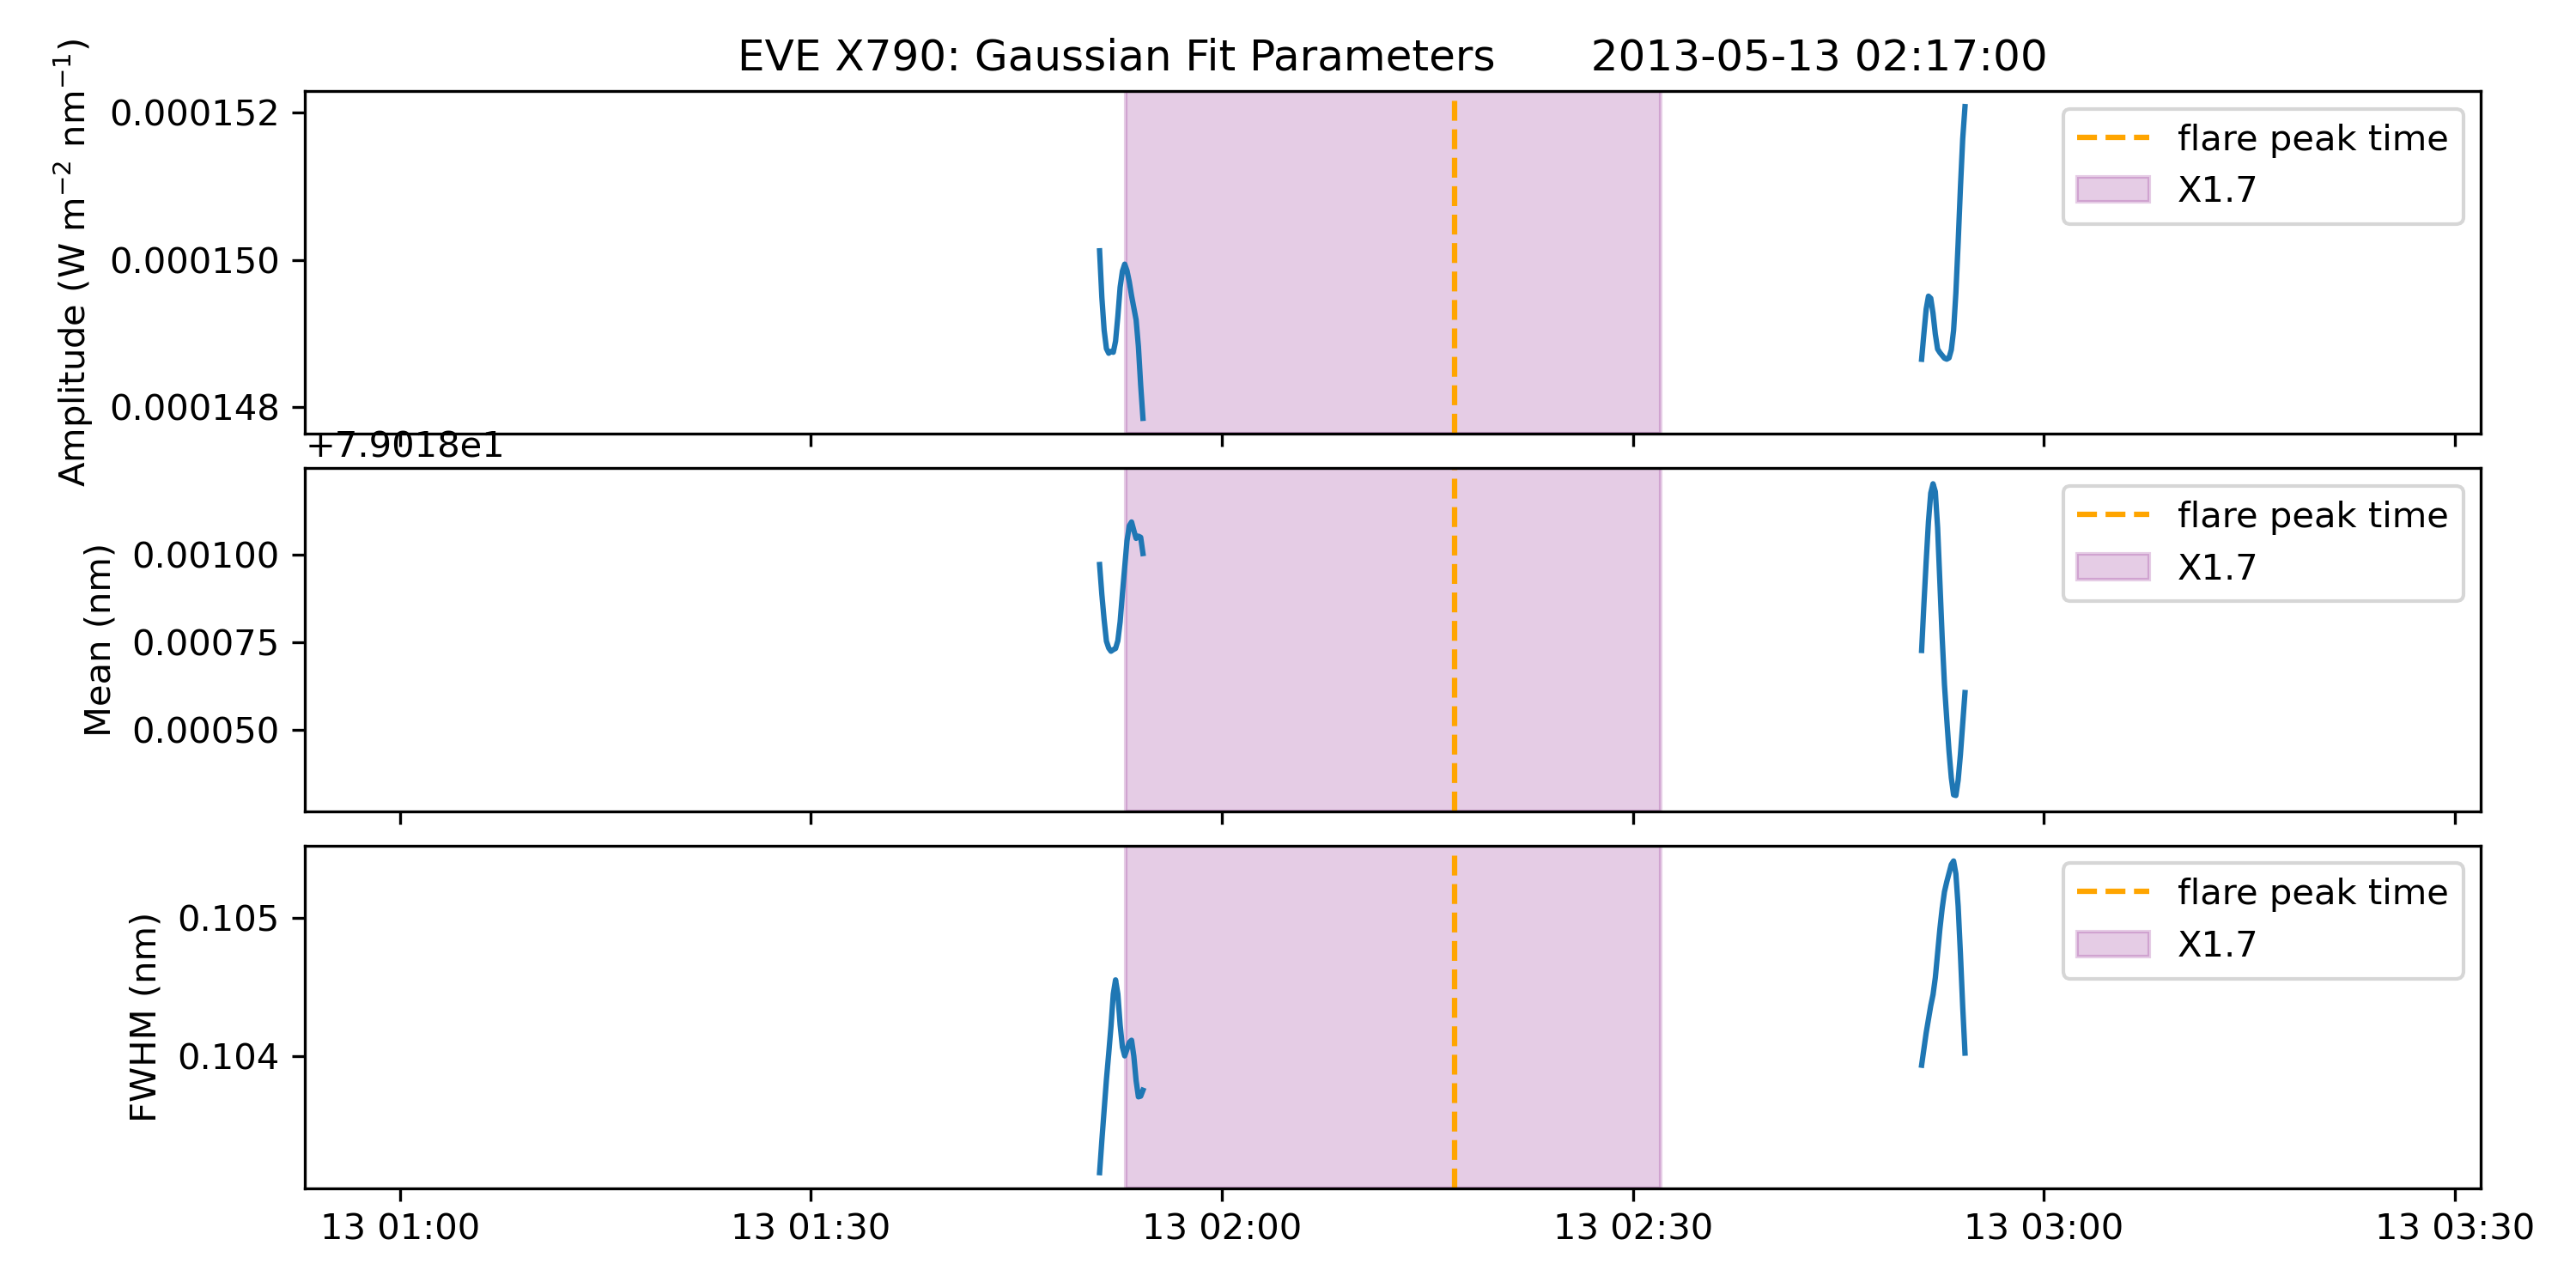 EVE X790: Gaussian Fit Parameters 2013-05-13 02:17:00
Amplitude (W m⁻² nm⁻¹)
0.000152
0.000150
0.000148
flare peak time
X1.7
+7.9018e1
Mean (nm)
0.00100
0.00075
0.00050
flare peak time
X1.7
FWHM (nm)
0.105
0.104
flare peak time
X1.7
13 01:00 13 01:30 13 02:00 13 02:30 13 03:00 13 03:30